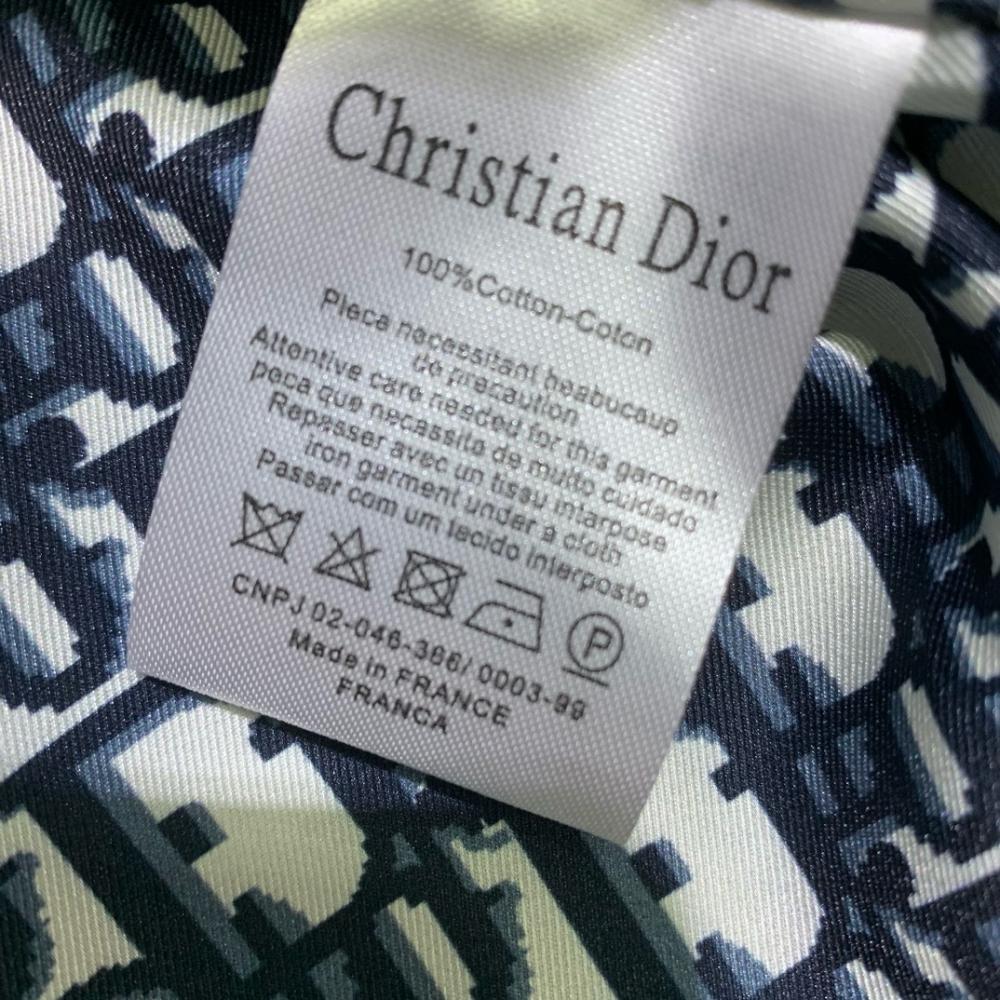 Christian Dior
100%Cotton-Coton
Pleca necessitant beabucaup
de precaution
Attentive care needed for this garment
peca que necassita de muito cuidado
Repasser avec un tissu intarpose
iron garment under a cloth
Passar com um tecido interposto
P
CNPJ 02-046-366/ 0003-99
Made in FRANCE
FRANCA